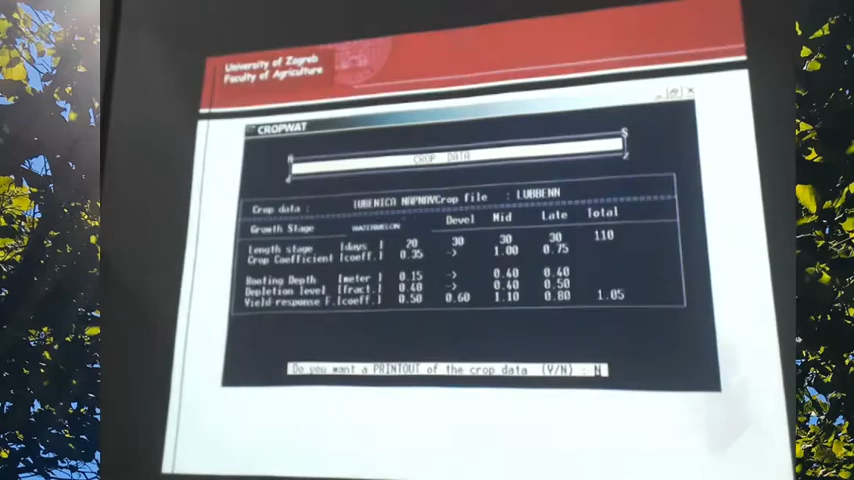 University of Zagreb
Faculty of Agriculture
CROPWAT
CROP DATA
Crop data : LUBENICA NAPNAVCrop file : LUBBENN
Growth Stage WATERMELON Devel Mid Late Total
Length stage [days ] 20 30 30 30 110
Crop Coefficient [coeff.] 0.35 -> 1.00 0.75
Rooting Depth [meter ] 0.15 -> 0.40 0.40
Depletion level [fract.] 0.40 -> 0.40 0.50
Yield response F.[coeff.] 0.50 0.60 1.10 0.80 1.05
Do you want a PRINTOUT of the crop data (Y/N) : N